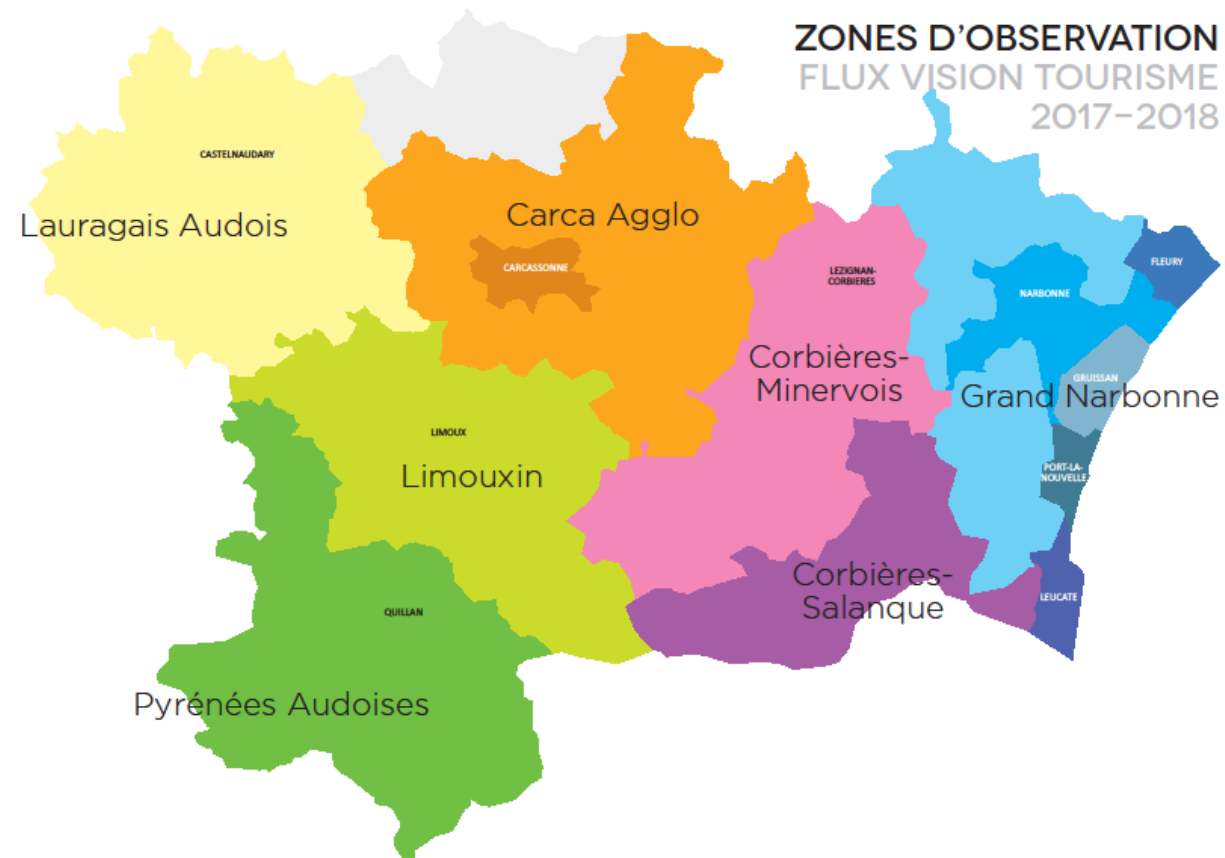 ZONES D'OBSERVATION
FLUX VISION TOURISME
2017-2018
CASTELNAUDARY
Lauragais Audois
Carca Agglo
CARCASSONNE
LEZIGNAN-
CORBIERES
FLEURY
NARBONNE
Corbières-
Minervois
GRUISSAN
Grand Narbonne
LIMOUX
Limouxin
PORT-LA-
NOUVELLE
Corbières-
Salanque
LEUCATE
QUILLAN
Pyrénées Audoises